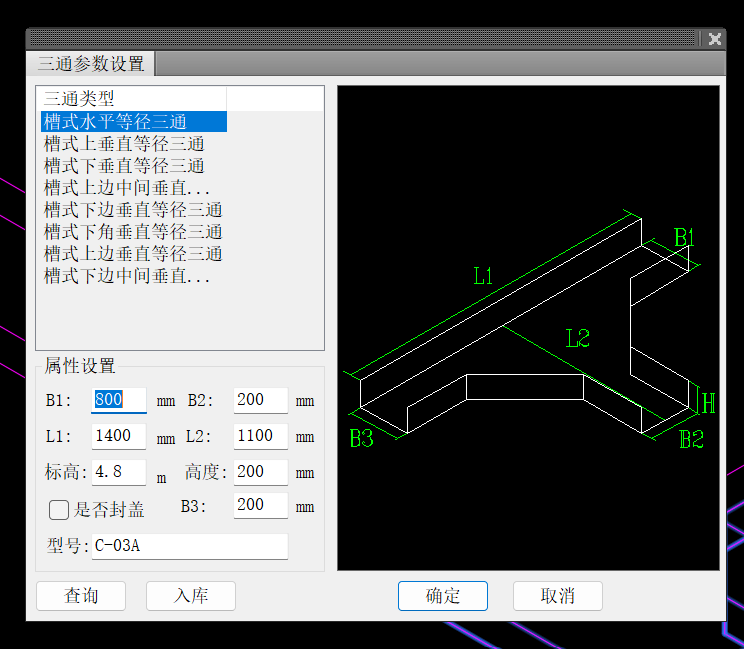 三通参数设置
三通类型
槽式水平等径三通
槽式上垂直等径三通
槽式下垂直等径三通
槽式上边中间垂直...
槽式下边垂直等径三通
槽式下角垂直等径三通
槽式上边垂直等径三通
槽式下边中间垂直...
属性设置
B1: 800 mm B2: 200 mm
L1: 1400 mm L2: 1100 mm
标高: 4.8 m 高度: 200 mm
是否封盖 B3: 200 mm
型号: C-03A
查询 入库 确定 取消
B1
L1
L2
H
B3
B2